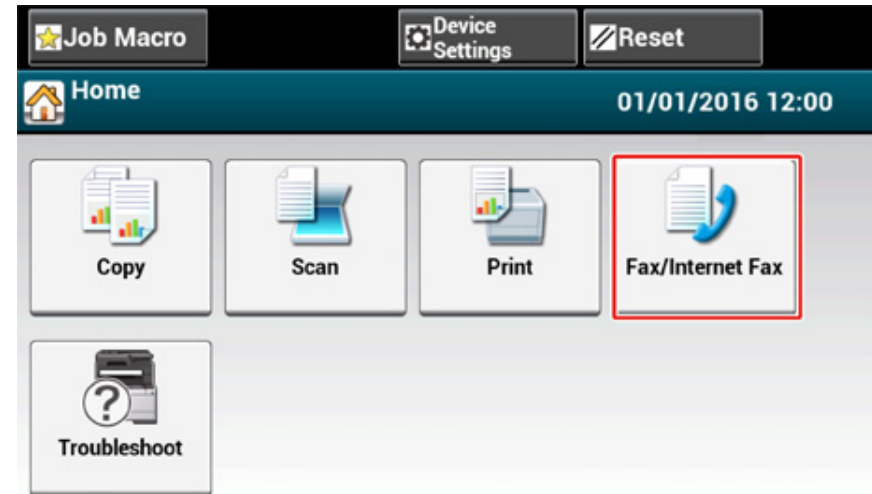 Job Macro
Device
Settings
Reset
Home
01/01/2016 12:00
Copy
Scan
Print
Fax/Internet Fax
?
Troubleshoot